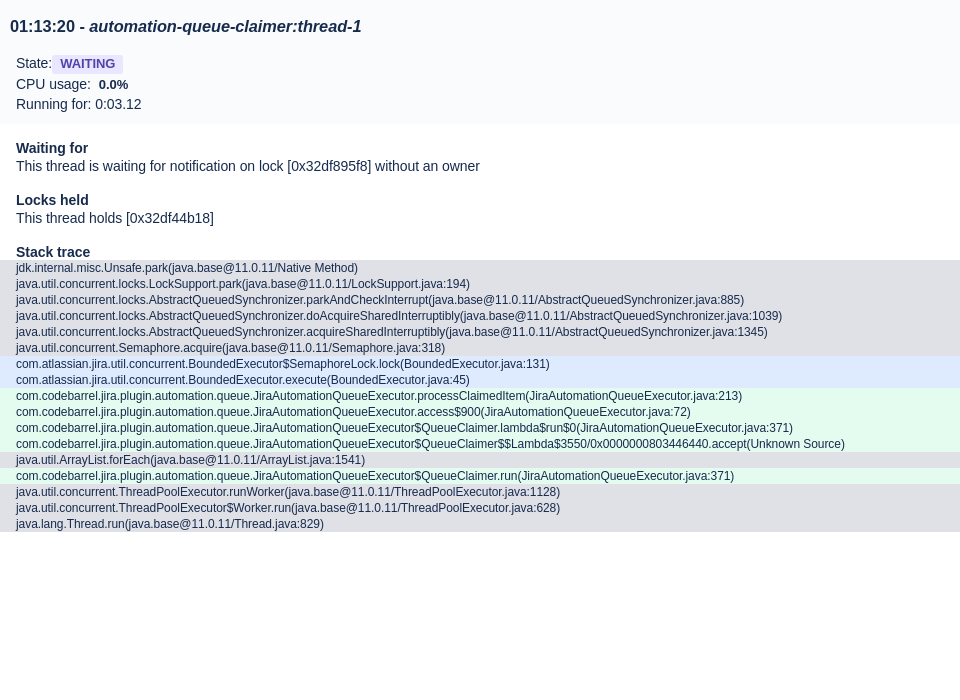 01:13:20 - automation-queue-claimer:thread-1
State: WAITING
CPU usage: 0.0%
Running for: 0:03.12
Waiting for
This thread is waiting for notification on lock [0x32df895f8] without an owner
Locks held
This thread holds [0x32df44b18]
Stack trace
jdk.internal.misc.Unsafe.park(java.base@11.0.11/Native Method)
java.util.concurrent.locks.LockSupport.park(java.base@11.0.11/LockSupport.java:194)
java.util.concurrent.locks.AbstractQueuedSynchronizer.parkAndCheckInterrupt(java.base@11.0.11/AbstractQueuedSynchronizer.java:885)
java.util.concurrent.locks.AbstractQueuedSynchronizer.doAcquireSharedInterruptibly(java.base@11.0.11/AbstractQueuedSynchronizer.java:1039)
java.util.concurrent.locks.AbstractQueuedSynchronizer.acquireSharedInterruptibly(java.base@11.0.11/AbstractQueuedSynchronizer.java:1345)
java.util.concurrent.Semaphore.acquire(java.base@11.0.11/Semaphore.java:318)
com.atlassian.jira.util.concurrent.BoundedExecutor$SemaphoreLock.lock(BoundedExecutor.java:131)
com.atlassian.jira.util.concurrent.BoundedExecutor.execute(BoundedExecutor.java:45)
com.codebarrel.jira.plugin.automation.queue.JiraAutomationQueueExecutor.processClaimedItem(JiraAutomationQueueExecutor.java:213)
com.codebarrel.jira.plugin.automation.queue.JiraAutomationQueueExecutor.access$900(JiraAutomationQueueExecutor.java:72)
com.codebarrel.jira.plugin.automation.queue.JiraAutomationQueueExecutor$QueueClaimer.lambda$run$0(JiraAutomationQueueExecutor.java:371)
com.codebarrel.jira.plugin.automation.queue.JiraAutomationQueueExecutor$QueueClaimer$$Lambda$3550/0x0000000803446440.accept(Unknown Source)
java.util.ArrayList.forEach(java.base@11.0.11/ArrayList.java:1541)
com.codebarrel.jira.plugin.automation.queue.JiraAutomationQueueExecutor$QueueClaimer.run(JiraAutomationQueueExecutor.java:371)
java.util.concurrent.ThreadPoolExecutor.runWorker(java.base@11.0.11/ThreadPoolExecutor.java:1128)
java.util.concurrent.ThreadPoolExecutor$Worker.run(java.base@11.0.11/ThreadPoolExecutor.java:628)
java.lang.Thread.run(java.base@11.0.11/Thread.java:829)